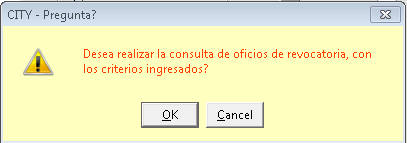 CITY - Pregunta?
Desea realizar la consulta de oficios de revocatoria, con
los criterios ingresados?
OK
Cancel